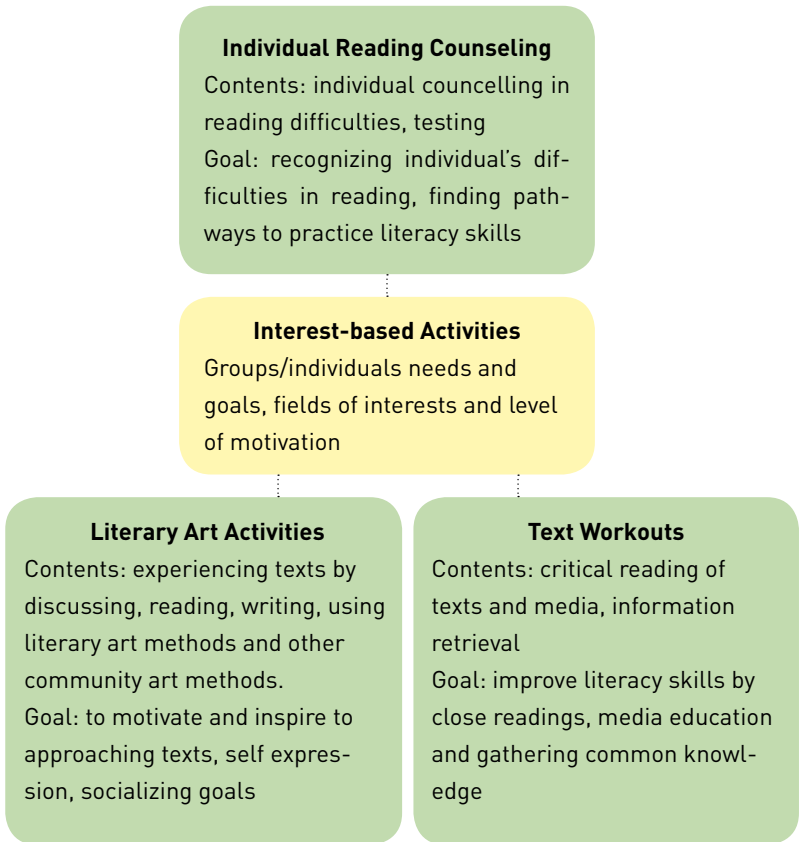 Individual Reading Counseling
Contents: individual councelling in
reading difficulties, testing
Goal: recognizing individual's dif-
ficulties in reading, finding path-
ways to practice literacy skills
Interest-based Activities
Groups/individuals needs and
goals, fields of interests and level
of motivation
Literary Art Activities
Contents: experiencing texts by
discussing, reading, writing, using
literary art methods and other
community art methods.
Goal: to motivate and inspire to
approaching texts, self expres-
sion, socializing goals
Text Workouts
Contents: critical reading of
texts and media, information
retrieval
Goal: improve literacy skills by
close readings, media education
and gathering common knowl-
edge